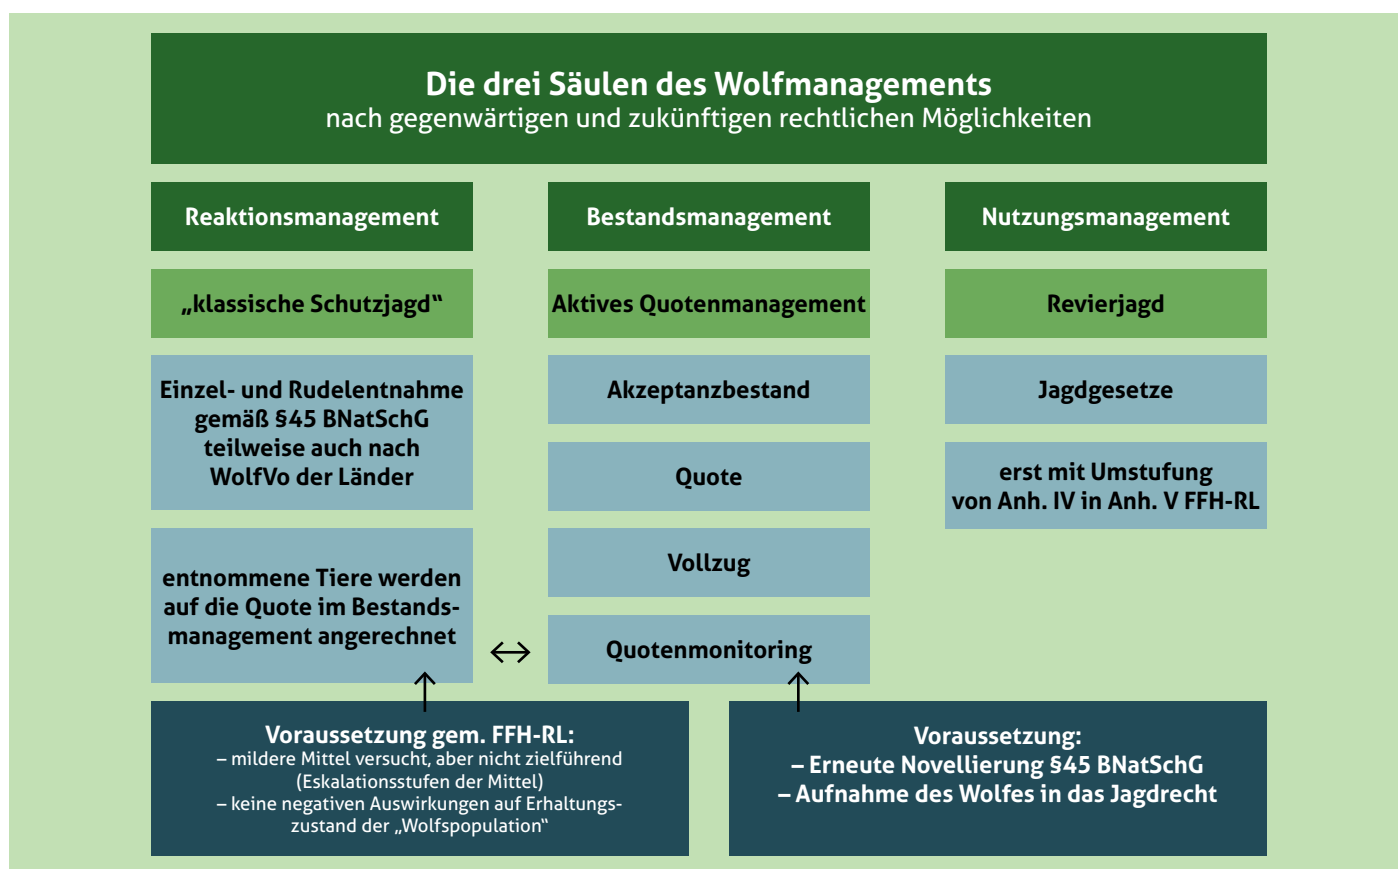 Die drei Säulen des Wolfmanagements
nach gegenwärtigen und zukünftigen rechtlichen Möglichkeiten
Reaktionsmanagement
„klassische Schutzjagd“
Einzel- und Rudelentnahme
gemäß §45 BNatSchG
teilweise auch nach
WolfVo der Länder
entnommene Tiere werden
auf die Quote im Bestands-
management angerechnet
Bestandsmanagement
Aktives Quotenmanagement
Akzeptanzbestand
Quote
Vollzug
Quotenmonitoring
Nutzungsmanagement
Revierjagd
Jagdgesetze
erst mit Umstufung
von Anh. IV in Anh. V FFH-RL
Voraussetzung gem. FFH-RL:
– mildere Mittel versucht, aber nicht zielführend
(Eskalationsstufen der Mittel)
– keine negativen Auswirkungen auf Erhaltungs-
zustand der „Wolfspopulation“
Voraussetzung:
– Erneute Novellierung §45 BNatSchG
– Aufnahme des Wolfes in das Jagdrecht